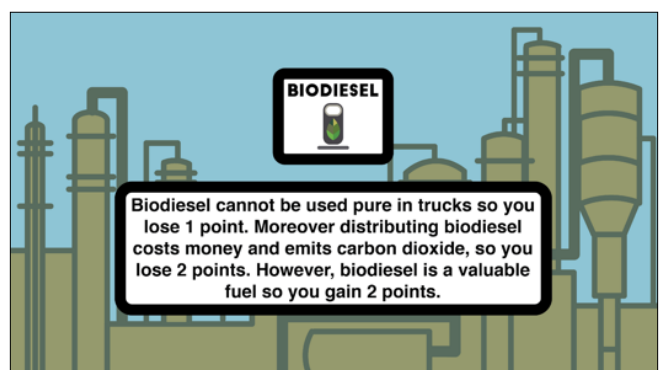 BIODIESEL
Biodiesel cannot be used pure in trucks so you
lose 1 point. Moreover distributing biodiesel
costs money and emits carbon dioxide, so you
lose 2 points. However, biodiesel is a valuable
fuel so you gain 2 points.